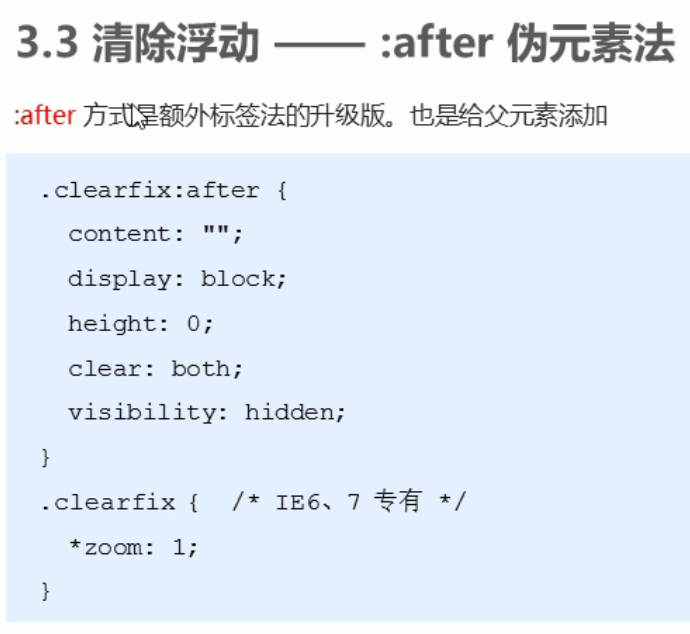 3.3 清除浮动 —— :after 伪元素法
:after 方式是额外标签法的升级版。也是给父元素添加
.clearfix:after {
content: "";
display: block;
height: 0;
clear: both;
visibility: hidden;
}
.clearfix { /* IE6、7 专有 */
*zoom: 1;
}